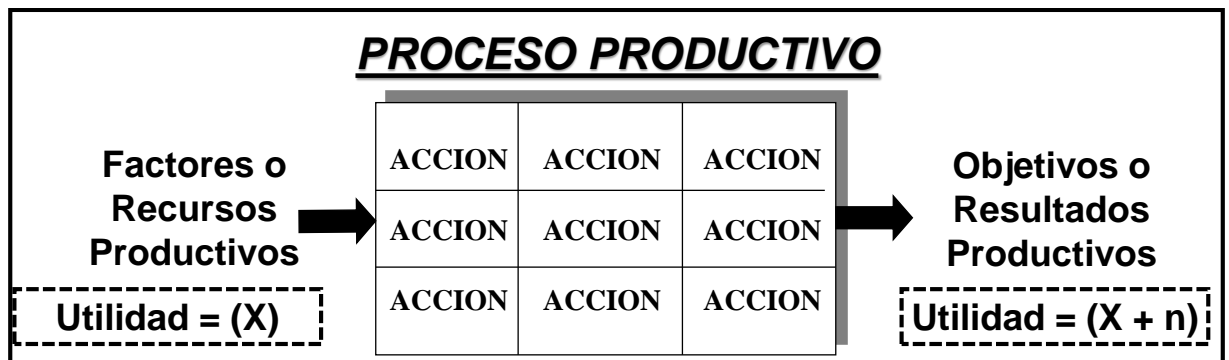 PROCESO PRODUCTIVO
Factores o
Recursos
Productivos
Utilidad = (X)
ACCION ACCION ACCION
ACCION ACCION ACCION
ACCION ACCION ACCION
Objetivos o
Resultados
Productivos
Utilidad = (X + n)